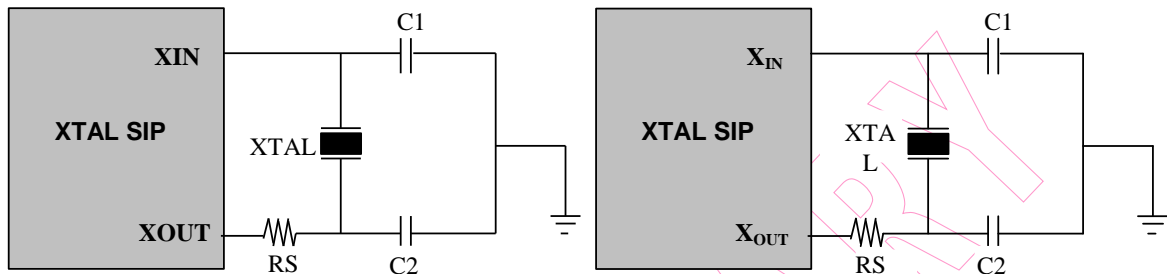 C1
XIN
XTAL SIP
XTAL
XOUT
RS
C2
C1
XIN
XTAL SIP
XTA
L
XOUT
RS
C2